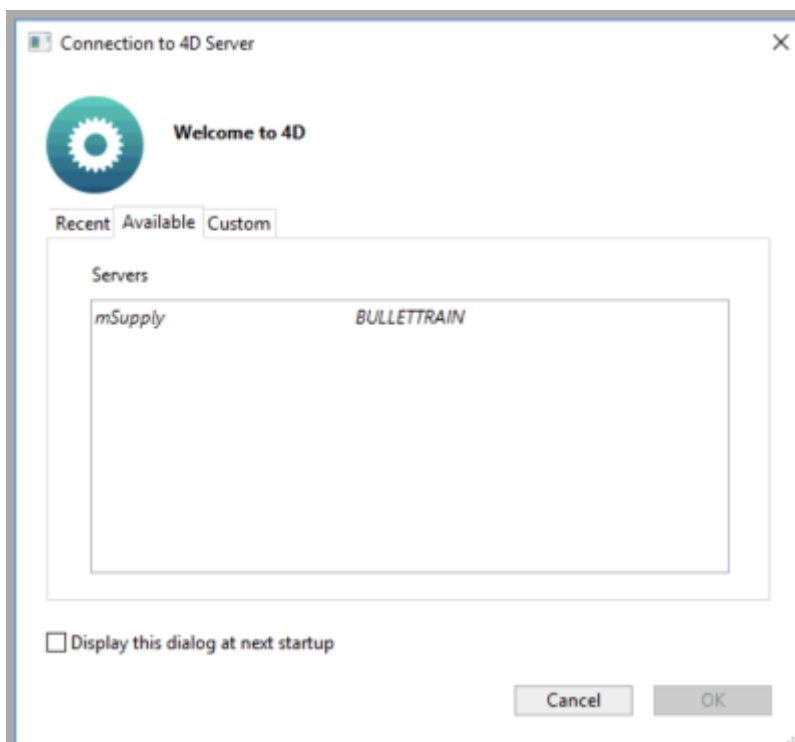 Connection to 4D Server
Welcome to 4D
Recent Available Custom
Servers
mSupply BULLETTRAIN
Display this dialog at next startup
Cancel OK